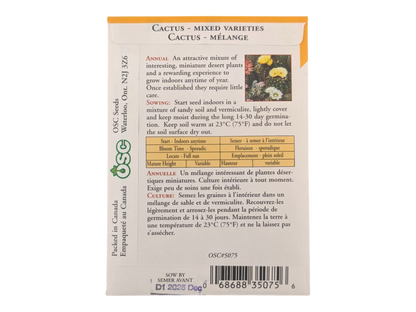 CACTUS - MIXED VARIETIES
CACTUS - MÉLANGE
ANNUAL An attractive mixture of
interesting, miniature desert plants
and a rewarding experience to
grow indoors anytime of year.
Once established they require little
care.
SOWING: Start seed indoors in a
mixture of sandy soil and vermiculite, lightly cover
and keep moist during the long 14-30 day germina-
tion. Keep soil warm at 23°C (75°F) and do not let
the soil surface dry out.
Start - Indoors anytime
Semer - à semer à l'intérieur
Bloom Time - Sporadic
Floraison - sporadique
Locate - Full sun
Emplacement - plein soleil
Mature Height
Variable
Hauteur
variable
ANNUELLE: Un mélange intéressant de plantes déser-
tiques miniatures. Culture intérieure à tout moment.
Exige peu de soins une fois établi.
CULTURE: Semez les graines à l'intérieur dans un
mélange de sable et de vermiculite. Recouvrez-les
légèrement et arrosez-les pendant la période de
germination de 14 à 30 jours. Maintenez la terre à
une température de 23°C (75°F) et ne la laissez pas
s'assécher.
OSC#5075
SOW BY
SEMER AVANT
D1 2026 Dec
0 68688 35075 6
OSC Seeds
Waterloo, Ont. N2J 3Z6
OSC
Packed in Canada
Empaqueté au Canada